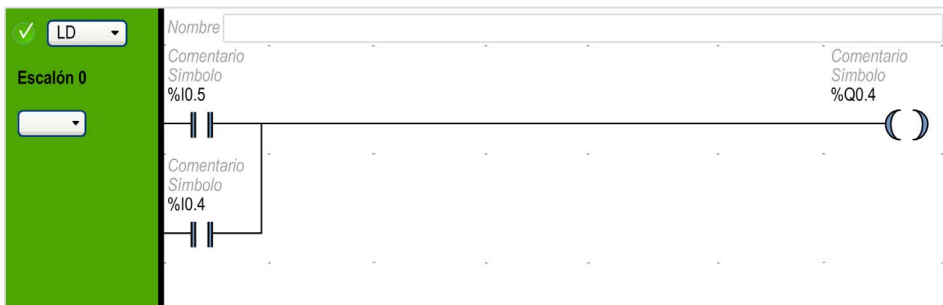 LD
Nombre
Escalón 0
Comentario
Símbolo
%I0.5
Comentario
Símbolo
%Q0.4
Comentario
Símbolo
%I0.4